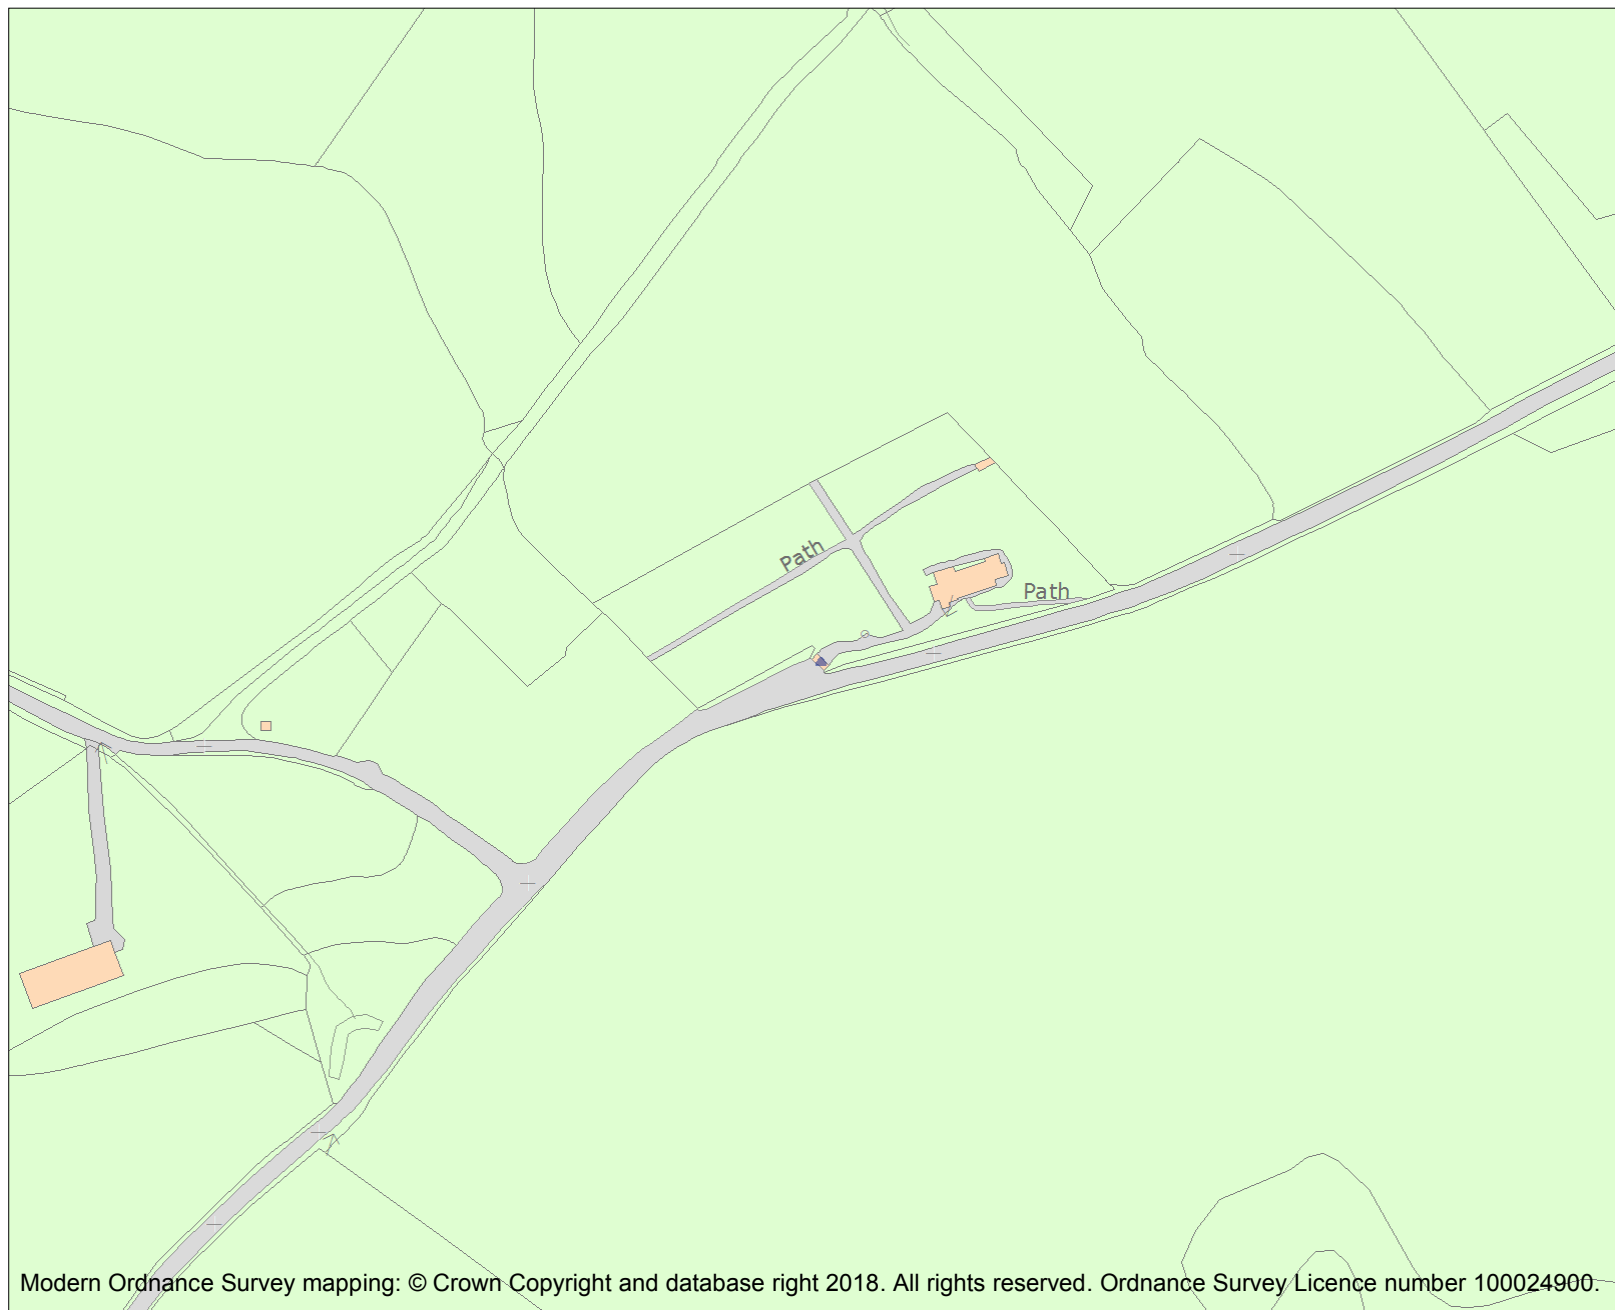 Path
Path
Modern Ordnance Survey mapping: © Crown Copyright and database right 2018. All rights reserved. Ordnance Survey Licence number 100024900.